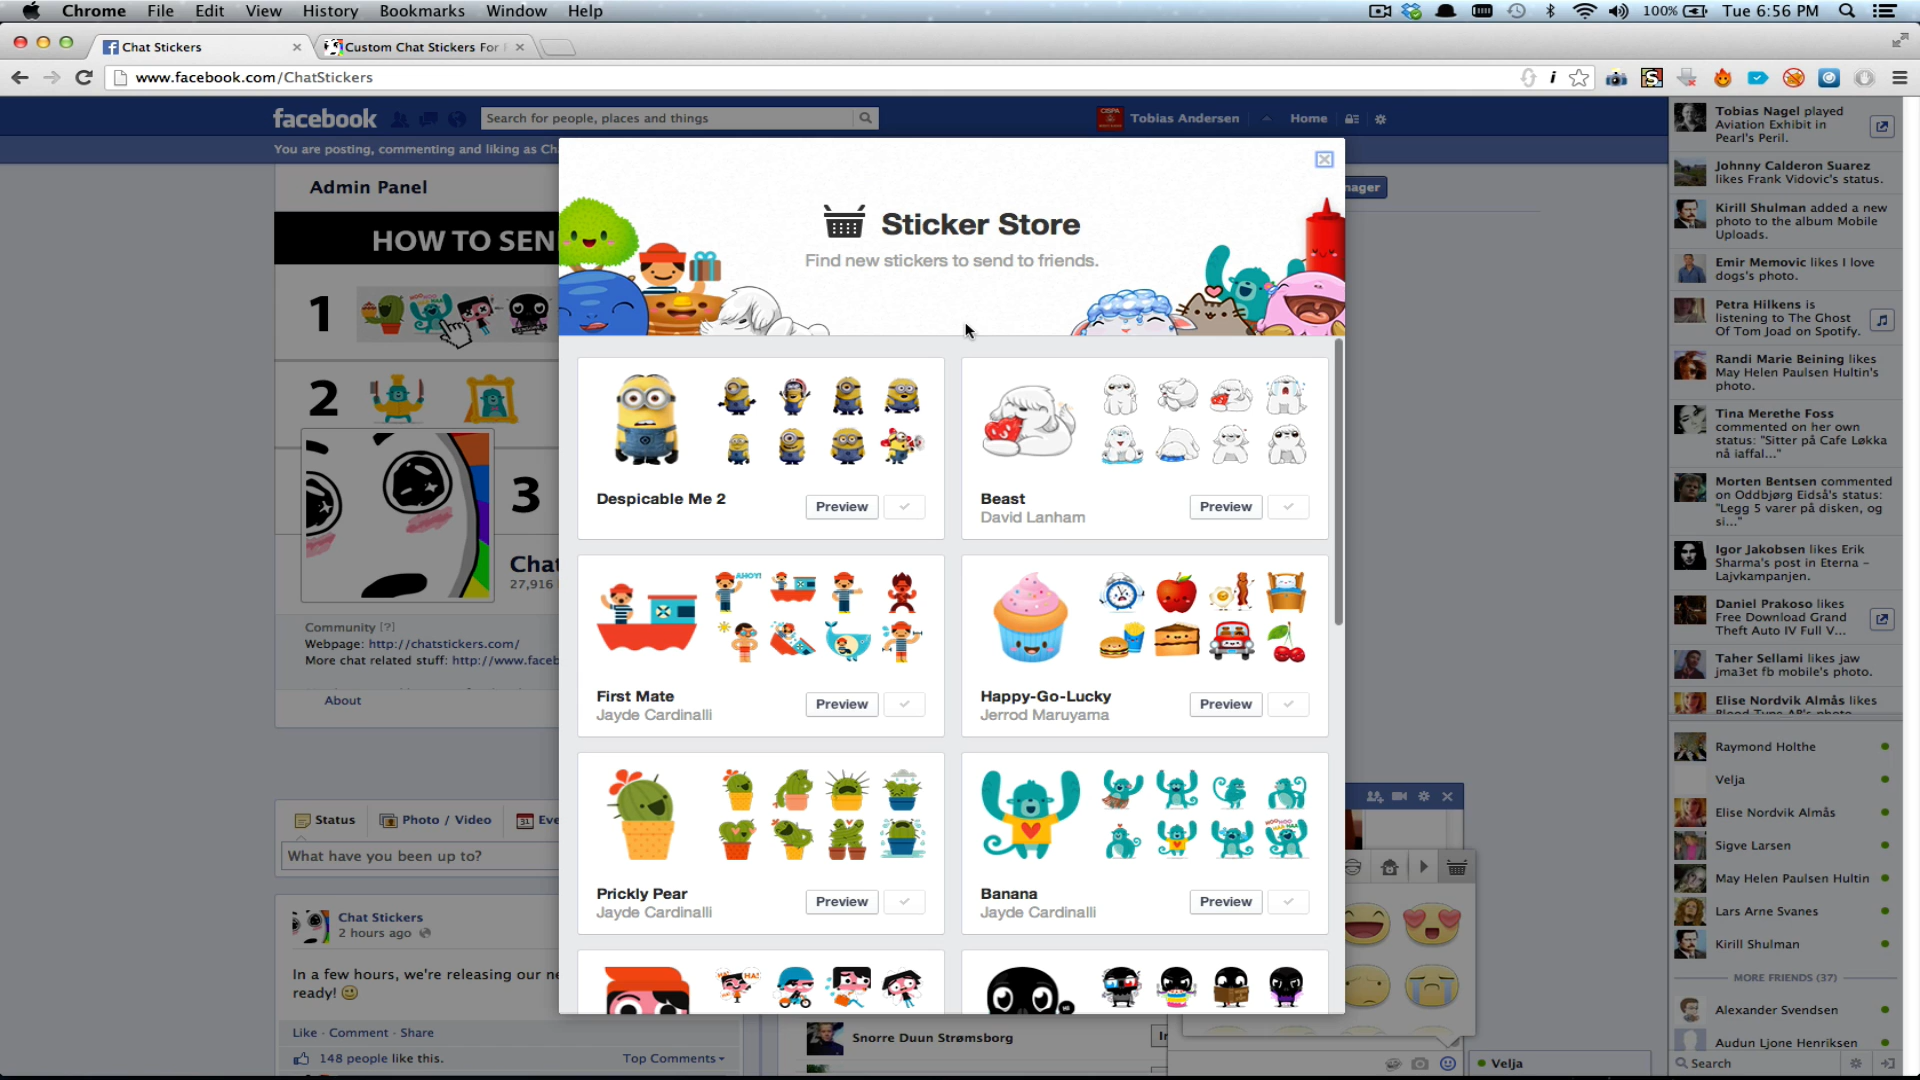 Chrome File Edit View History Bookmarks Window Help
100% Tue 6:56 PM
Chat Stickers
Custom Chat Stickers For
www.facebook.com/ChatStickers
facebook
Search for people, places and things
Tobias Andersen
Home
You are posting, commenting and liking as Ch
Admin Panel
nager
HOW TO SEN
1
2
3
Chat
27,916
Community [?]
Webpage: http://chatstickers.com/
More chat related stuff: http://www.faceb
About
Status
Photo / Video
31 Eve
What have you been up to?
Chat Stickers
2 hours ago
In a few hours, we're releasing our ne
ready!
Like · Comment · Share
148 people like this.
Top Comments
Sticker Store
Find new stickers to send to friends.
Despicable Me 2
Preview
Beast
David Lanham
Preview
AHOY!
First Mate
Jayde Cardinalli
Preview
Happy-Go-Lucky
Jerrod Maruyama
Preview
Prickly Pear
Jayde Cardinalli
Preview
Banana
Jayde Cardinalli
Preview
HA!
HI
Snorre Duun Strømsborg
Tobias Nagel played
Aviation Exhibit in
Pearl's Peril.
Johnny Calderon Suarez
likes Frank Vidovic's status.
Kirill Shulman added a new
photo to the album Mobile
Uploads.
Emir Memovic likes I love
dogs's photo.
Petra Hilkens is
listening to The Ghost
Of Tom Joad on Spotify.
Randi Marie Beining likes
May Helen Paulsen Hultin's
photo.
Tina Merethe Foss
commented on her own
status: "Sitter på Cafe Løkka
nå iaffal..."
Morten Bentsen commented
on Oddbjørg Eidså's status:
"Legg 5 varer på disken, og
si..."
Igor Jakobsen likes Erik
Sharma's post in Eterna –
Lajvkampanjen.
Daniel Prakoso likes
Free Download Grand
Theft Auto IV Full V...
Taher Sellami likes jaw
jma3et fb mobile's photo.
Elise Nordvik Almås likes
Raymond Holthe
Velja
Elise Nordvik Almås
Sigve Larsen
May Helen Paulsen Hultin
Lars Arne Svanes
Kirill Shulman
MORE FRIENDS (37)
Alexander Svendsen
Audun Ljone Henriksen
Search
Velja